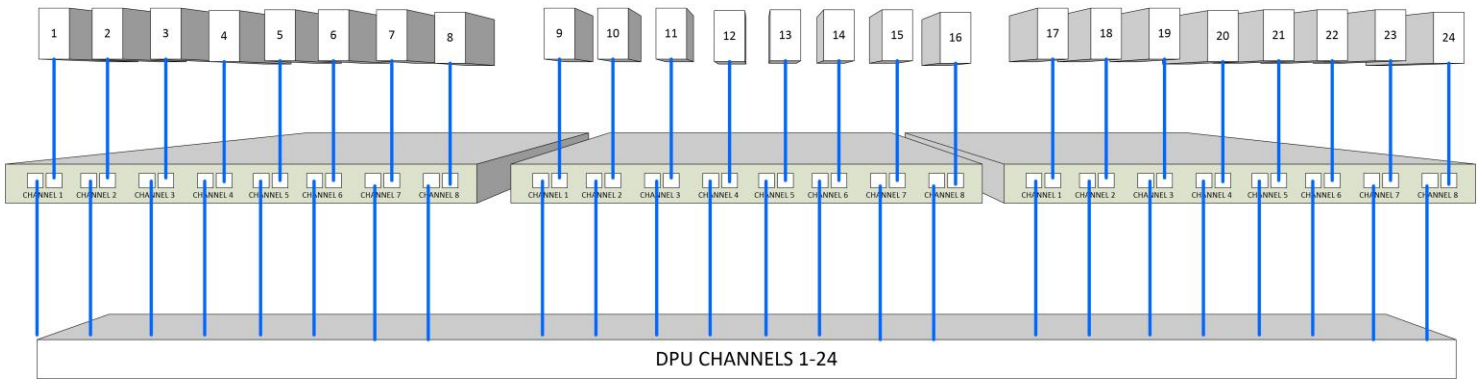 1 2 3 4 5 6 7 8 9 10 11 12 13 14 15 16 17 18 19 20 21 22 23 24
CHANNEL 1 CHANNEL 2 CHANNEL 3 CHANNEL 4 CHANNEL 5 CHANNEL 6 CHANNEL 7 CHANNEL 8 CHANNEL 1 CHANNEL 2 CHANNEL 3 CHANNEL 4 CHANNEL 5 CHANNEL 6 CHANNEL 7 CHANNEL 8 CHANNEL 1 CHANNEL 2 CHANNEL 3 CHANNEL 4 CHANNEL 5 CHANNEL 6 CHANNEL 7 CHANNEL 8
DPU CHANNELS 1-24